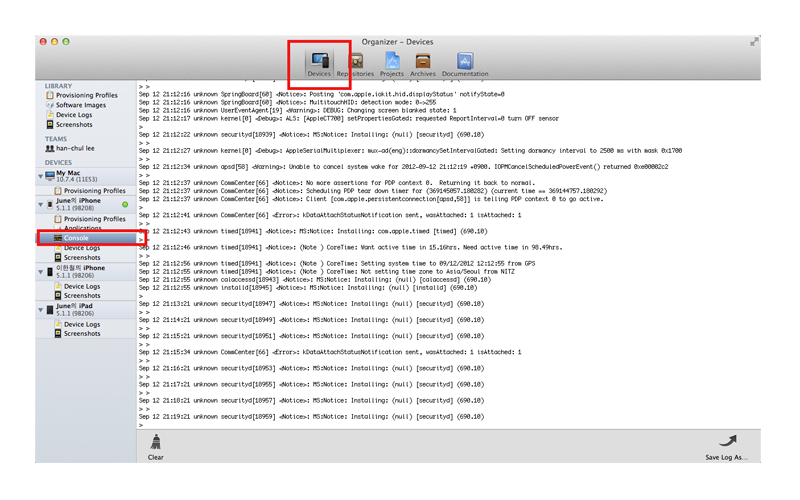 Organizer – Devices
Devices
Repositories
Projects
Archives
Documentation
LIBRARY
Provisioning Profiles
Software Images
Device Logs
Screenshots
TEAMS
han-chul lee
DEVICES
My Mac
10.7.4 (11E53)
Provisioning Profiles
June의 iPhone
5.1.1 (9B208)
Provisioning Profiles
Applications
Console
Device Logs
Screenshots
이한철의 iPhone
5.1.1 (9B206)
Device Logs
Screenshots
June의 iPad
5.1.1 (9B206)
Device Logs
Screenshots
> >
Sep 12 21:12:16 unknown SpringBoard[60] <Notice>: Posting 'com.apple.iokit.hid.displayStatus' notifyState=0
Sep 12 21:12:16 unknown SpringBoard[60] <Notice>: MultitouchHID: detection mode: 0->255
Sep 12 21:12:16 unknown UserEventAgent[19] <Warning>: DEBUG: Changing screen blanked state: 1
Sep 12 21:12:17 unknown kernel[0] <Debug>: ALS: [AppleCT700] setPropertiesGated: requested ReportInterval=0 turn OFF sensor
> >
Sep 12 21:12:22 unknown securityd[18939] <Notice>: MS:Notice: Installing: (null) [securityd] (690.10)
> >
Sep 12 21:12:27 unknown kernel[0] <Debug>: AppleSerialMultiplexer: mux-ad(eng)::dormancySetIntervalGated: Setting dormancy interval to 2500 ms with mask 0x1700
> >
Sep 12 21:12:34 unknown apsd[58] <Warning>: Unable to cancel system wake for 2012-09-12 21:12:19 +0900. IOPMCancelScheduledPowerEvent() returned 0xe00002c2
> >
Sep 12 21:12:37 unknown CommCenter[66] <Notice>: No more assertions for PDP context 0.  Returning it back to normal.
Sep 12 21:12:37 unknown CommCenter[66] <Notice>: Scheduling PDP tear down timer for (369145057.180282) (current time == 369144757.180292)
Sep 12 21:12:37 unknown CommCenter[66] <Notice>: Client [com.apple.persistentconnection[apsd,58]] is telling PDP context 0 to go active.
> >
Sep 12 21:12:41 unknown CommCenter[66] <Error>: kDataAttachStatusNotification sent, wasAttached: 1 isAttached: 1
> >
Sep 12 21:12:43 unknown timed[18941] <Notice>: MS:Notice: Installing: com.apple.timed [timed] (690.10)
> >
Sep 12 21:12:46 unknown timed[18941] <Notice>: (Note ) CoreTime: Want active time in 15.16hrs. Need active time in 98.49hrs.
> >
Sep 12 21:12:56 unknown timed[18941] <Notice>: (Note ) CoreTime: Setting system time to 09/12/2012 12:12:55 from GPS
Sep 12 21:12:55 unknown timed[18941] <Notice>: (Note ) CoreTime: Not setting time zone to Asia/Seoul from NITZ
Sep 12 21:12:55 unknown calaccessd[18943] <Notice>: MS:Notice: Installing: (null) [calaccessd] (690.10)
Sep 12 21:12:55 unknown installd[18945] <Notice>: MS:Notice: Installing: (null) [installd] (690.10)
>
Sep 12 21:13:21 unknown securityd[18947] <Notice>: MS:Notice: Installing: (null) [securityd] (690.10)
> >
Sep 12 21:14:21 unknown securityd[18949] <Notice>: MS:Notice: Installing: (null) [securityd] (690.10)
> >
Sep 12 21:15:21 unknown securityd[18951] <Notice>: MS:Notice: Installing: (null) [securityd] (690.10)
> >
Sep 12 21:15:34 unknown CommCenter[66] <Error>: kDataAttachStatusNotification sent, wasAttached: 1 isAttached: 1
> >
Sep 12 21:16:21 unknown securityd[18953] <Notice>: MS:Notice: Installing: (null) [securityd] (690.10)
> >
Sep 12 21:17:21 unknown securityd[18955] <Notice>: MS:Notice: Installing: (null) [securityd] (690.10)
> >
Sep 12 21:18:21 unknown securityd[18957] <Notice>: MS:Notice: Installing: (null) [securityd] (690.10)
> >
Sep 12 21:19:21 unknown securityd[18959] <Notice>: MS:Notice: Installing: (null) [securityd] (690.10)
>
Clear
Save Log As...